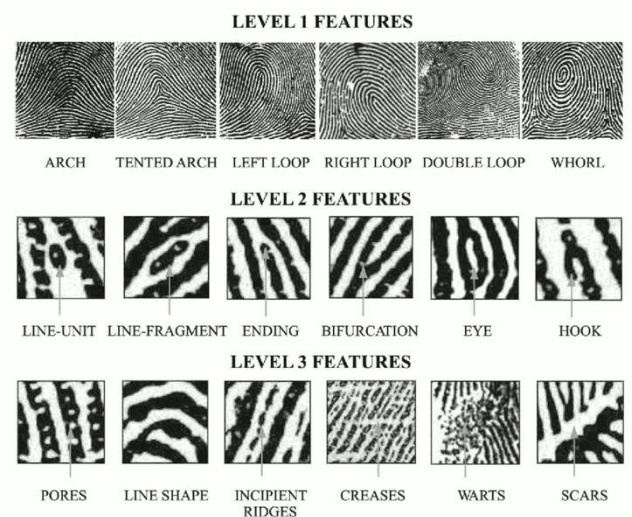 LEVEL 1 FEATURES
ARCH TENTED ARCH LEFT LOOP RIGHT LOOP DOUBLE LOOP WHORL
LEVEL 2 FEATURES
LINE-UNIT LINE-FRAGMENT ENDING BIFURCATION EYE HOOK
LEVEL 3 FEATURES
PORES LINE SHAPE INCIPIENT RIDGES CREASES WARTS SCARS